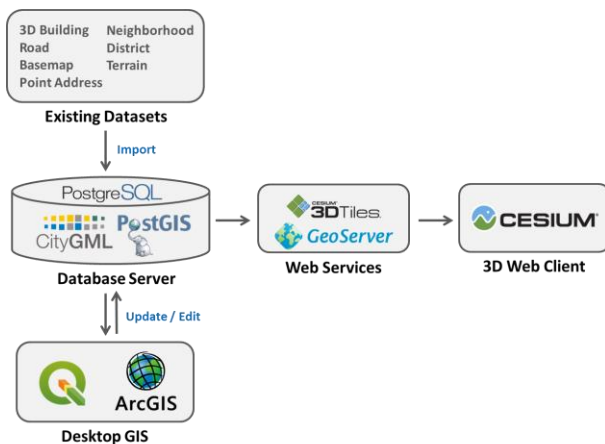 3D Building Neighborhood
Road District
Basemap Terrain
Point Address
Existing Datasets
Import
PostgreSQL
CityGML PostGIS
Database Server
CESIUM
3DTiles
GeoServer
Web Services
CESIUM
3D Web Client
Update / Edit
ArcGIS
Desktop GIS